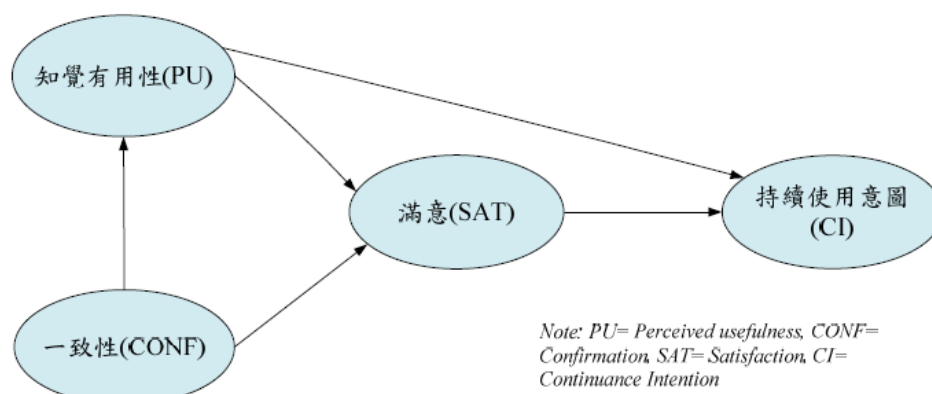 知覺有用性(PU)
滿意(SAT)
持續使用意圖
(CI)
一致性(CONF)
Note: PU= Perceived usefulness, CONF=
Confirmation, SAT= Satisfaction, CI=
Continuance Intention